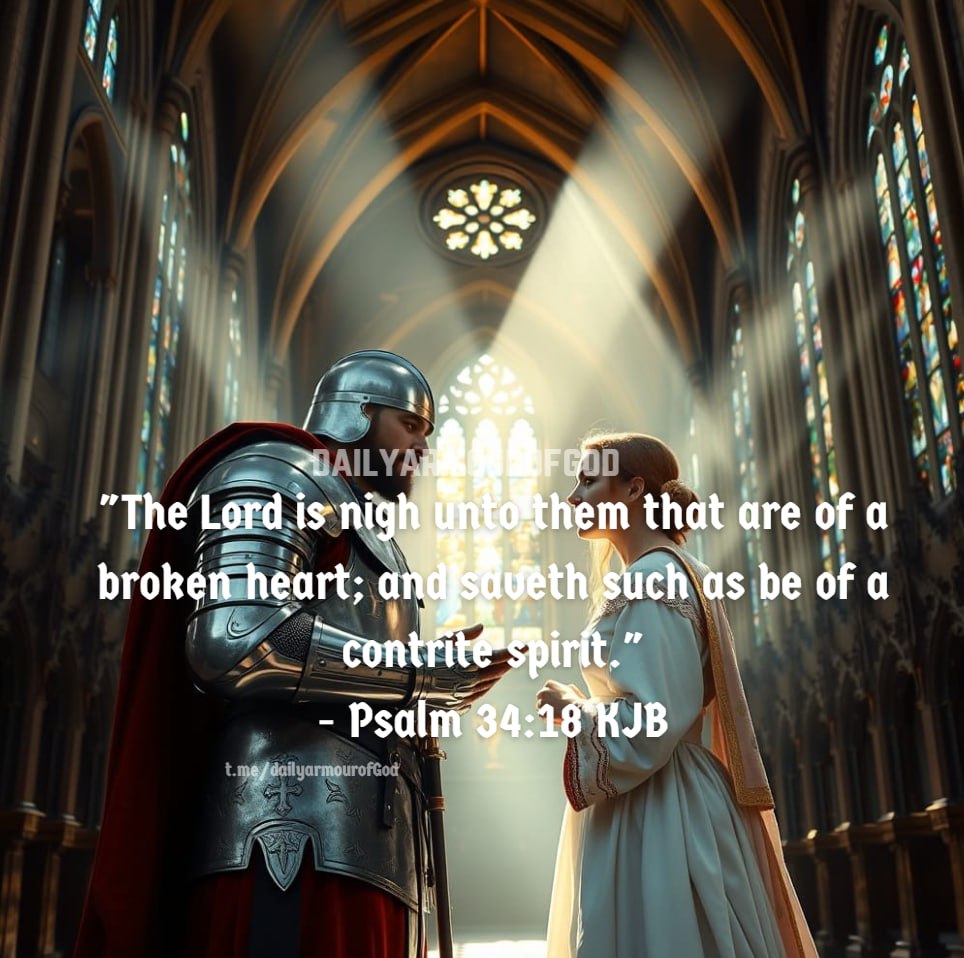 DAILYARMOUROFGOD
"The Lord is nigh unto them that are of a
broken heart; and saveth such as be of a
contrite spirit."
- Psalm 34:18 KJB
t.me/dailyarmourofGod